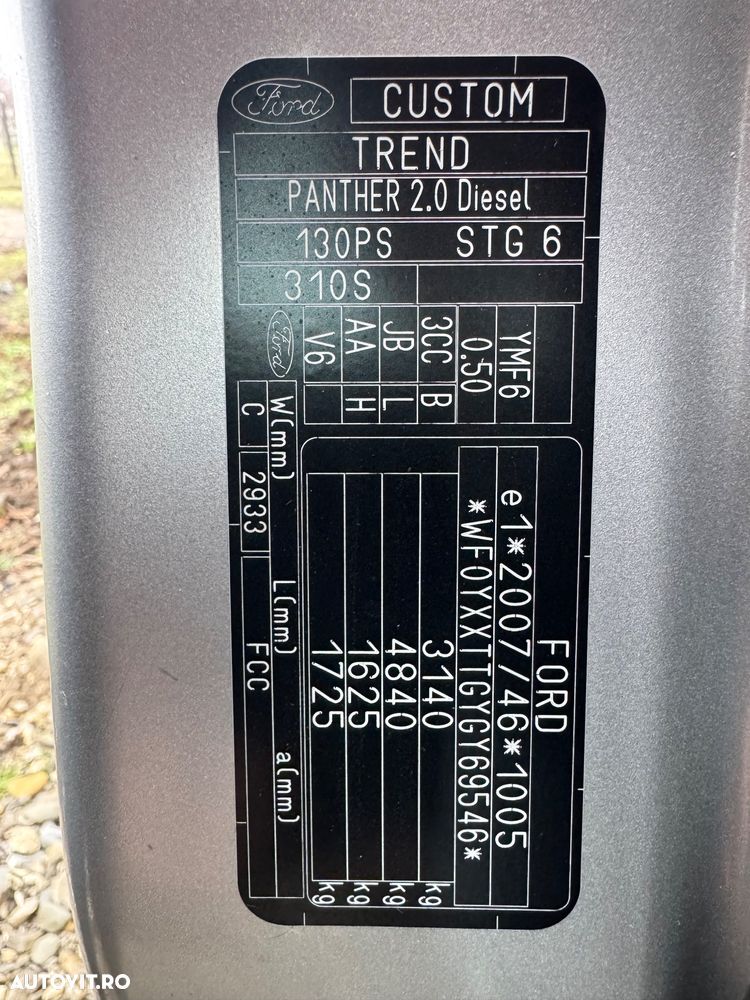 Ford CUSTOM
TREND
PANTHER 2.0 Diesel
130PS STG 6
310S
YMF6
0.50
3CC B
JB L
AA H
V6
Ford
FORD
e1*2007/46*1005
*WF0YXXTTGYGY69546*
3140 kg
4840 kg
1625 kg
1725 kg
W(mm) L(mm) a(mm)
C 2933 FCC
AUTOVIT.RO